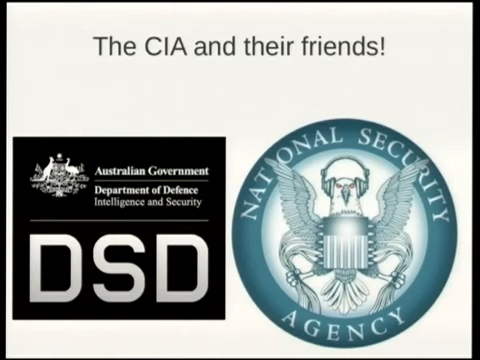 The CIA and their friends!
Australian Government
Department of Defence
Intelligence and Security
DSD
NATIONAL SECURITY
AGENCY